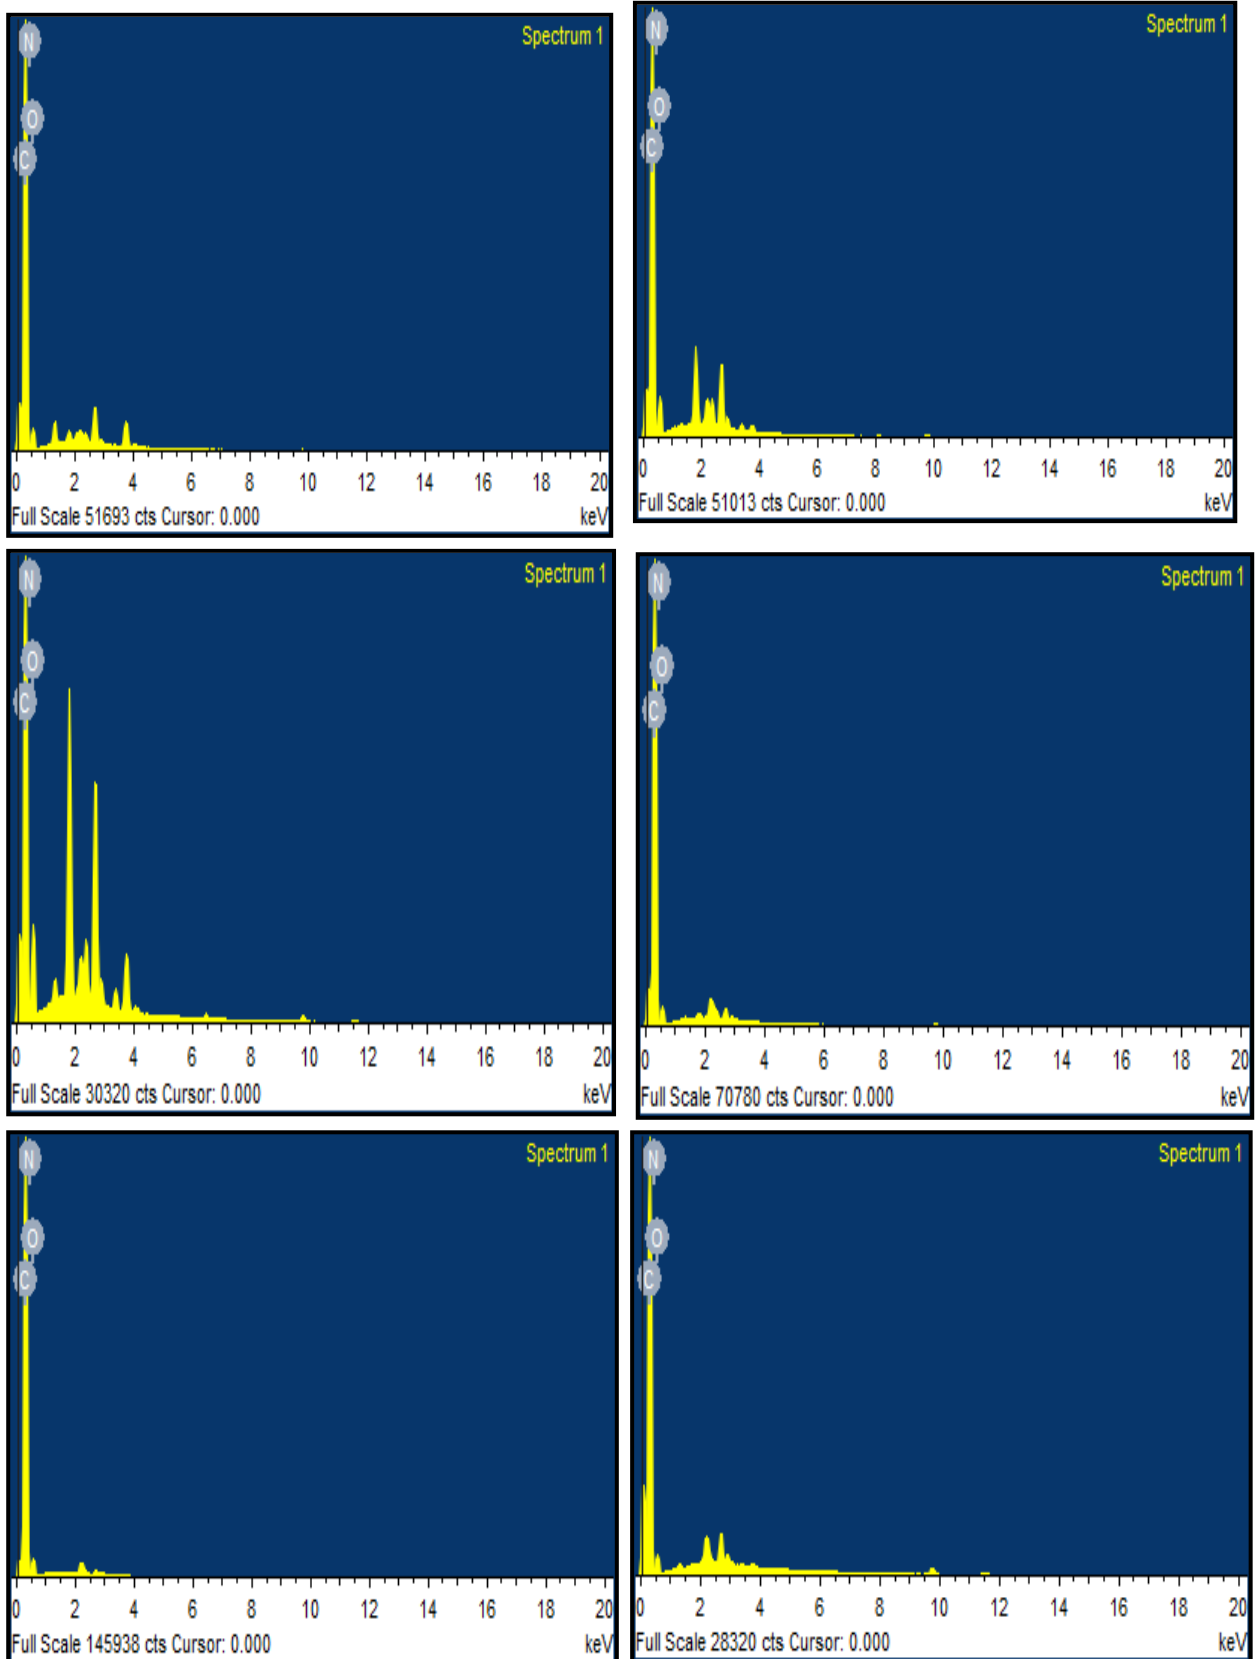 Spectrum 1
N
O
C
0 2 4 6 8 10 12 14 16 18 20
Full Scale 51693 cts Cursor: 0.000 keV
Spectrum 1
N
O
C
0 2 4 6 8 10 12 14 16 18 20
Full Scale 51013 cts Cursor: 0.000 keV
Spectrum 1
N
O
C
0 2 4 6 8 10 12 14 16 18 20
Full Scale 30320 cts Cursor: 0.000 keV
Spectrum 1
N
O
C
0 2 4 6 8 10 12 14 16 18 20
Full Scale 70780 cts Cursor: 0.000 keV
Spectrum 1
N
O
C
0 2 4 6 8 10 12 14 16 18 20
Full Scale 145938 cts Cursor: 0.000 keV
Spectrum 1
N
O
C
0 2 4 6 8 10 12 14 16 18 20
Full Scale 28320 cts Cursor: 0.000 keV